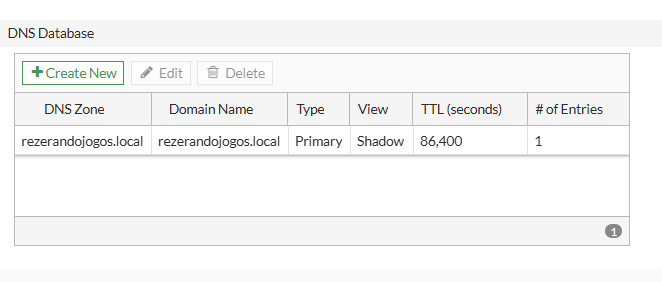 DNS Database
Create New Edit Delete
DNS Zone Domain Name Type View TTL (seconds) # of Entries
rezerandojogos.local rezerandojogos.local Primary Shadow 86,400 1
1